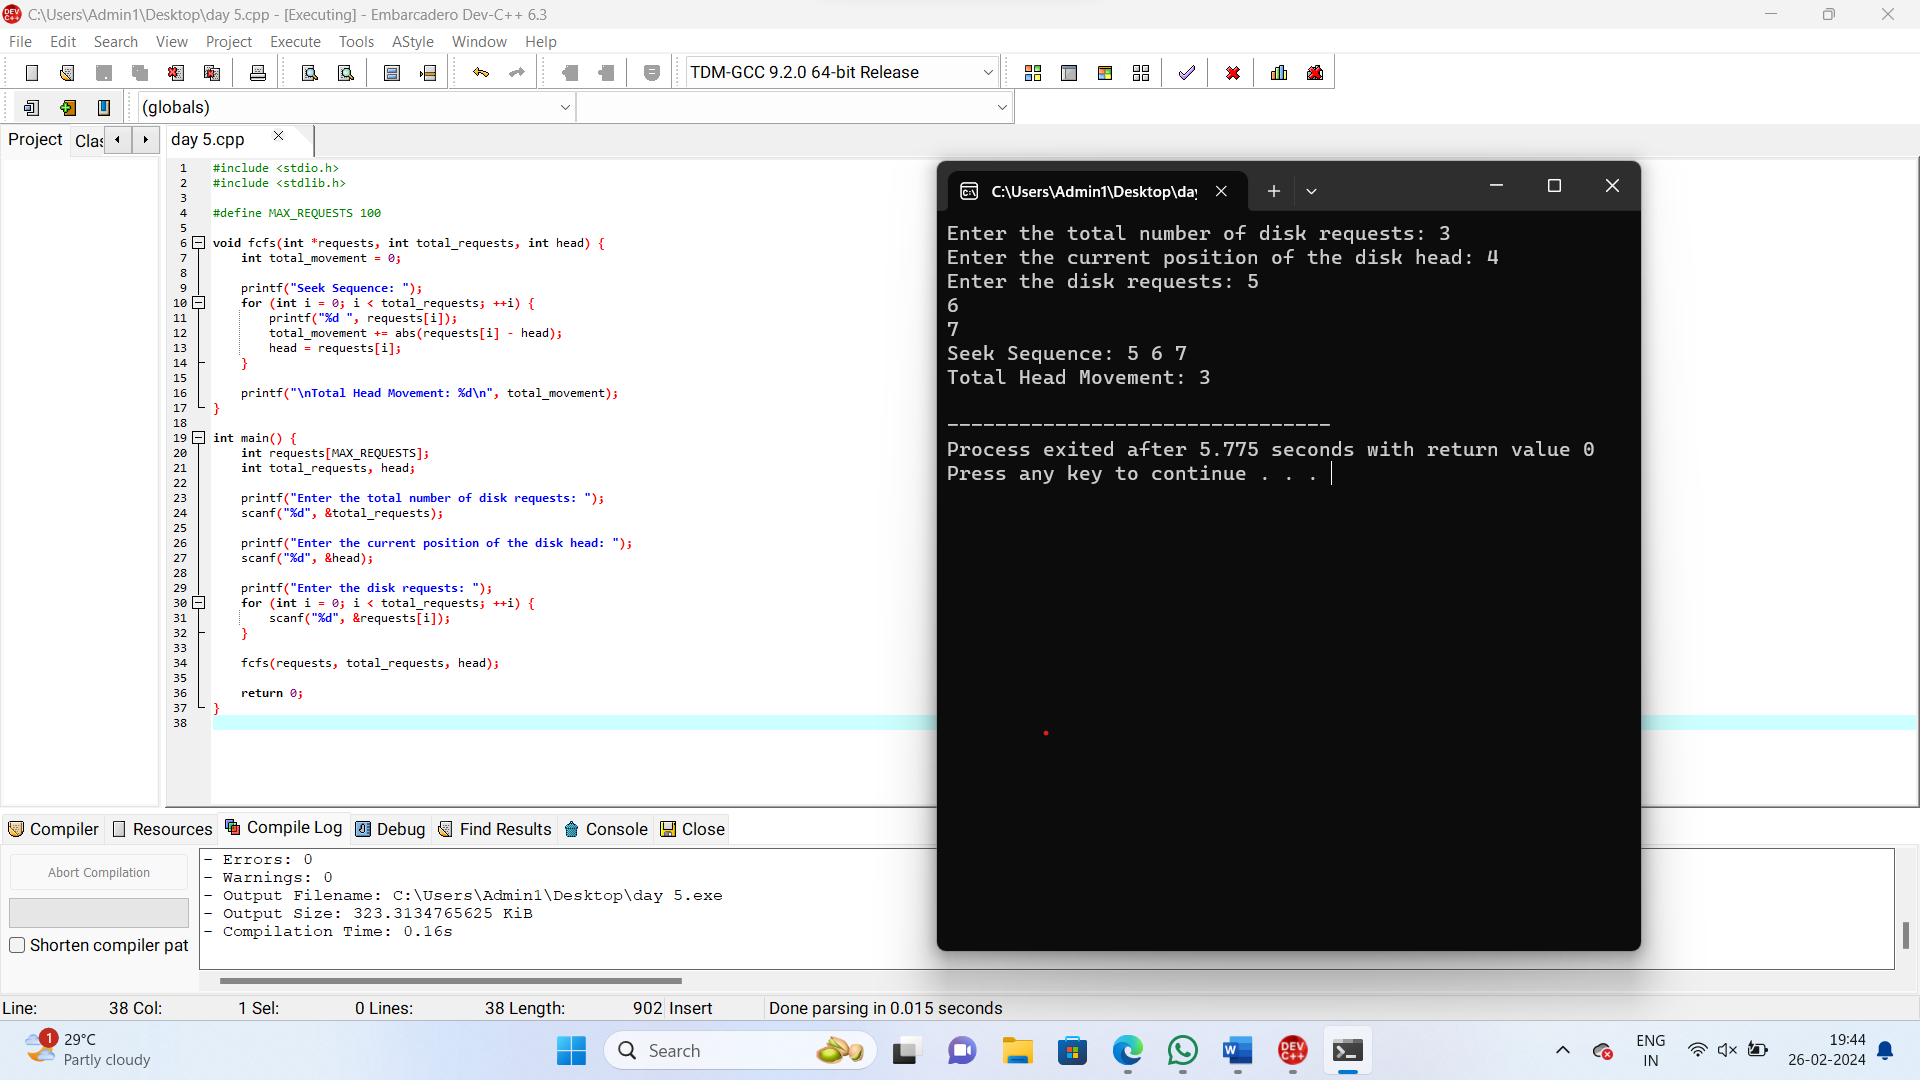 C:\Users\Admin1\Desktop\day 5.cpp - [Executing] - Embarcadero Dev-C++ 6.3
File Edit Search View Project Execute Tools AStyle Window Help
TDM-GCC 9.2.0 64-bit Release
(globals)
Project Clas day 5.cpp
1 #include <stdio.h>
2 #include <stdlib.h>
3
4 #define MAX_REQUESTS 100
5
6 void fcfs(int *requests, int total_requests, int head) {
7 int total_movement = 0;
8
9 printf("Seek Sequence: ");
10 for (int i = 0; i < total_requests; ++i) {
11 printf("%d ", requests[i]);
12 total_movement += abs(requests[i] - head);
13 head = requests[i];
14 }
15
16 printf("\nTotal Head Movement: %d\n", total_movement);
17 }
18
19 int main() {
20 int requests[MAX_REQUESTS];
21 int total_requests, head;
22
23 printf("Enter the total number of disk requests: ");
24 scanf("%d", &total_requests);
25
26 printf("Enter the current position of the disk head: ");
27 scanf("%d", &head);
28
29 printf("Enter the disk requests: ");
30 for (int i = 0; i < total_requests; ++i) {
31 scanf("%d", &requests[i]);
32 }
33
34 fcfs(requests, total_requests, head);
35
36 return 0;
37 }
38
C:\Users\Admin1\Desktop\day
Enter the total number of disk requests: 3
Enter the current position of the disk head: 4
Enter the disk requests: 5
6
7
Seek Sequence: 5 6 7
Total Head Movement: 3
--------------------------------
Process exited after 5.775 seconds with return value 0
Press any key to continue . . .
Compiler Resources Compile Log Debug Find Results Console Close
Abort Compilation
Shorten compiler pat
- Errors: 0
- Warnings: 0
- Output Filename: C:\Users\Admin1\Desktop\day 5.exe
- Output Size: 323.3134765625 KiB
- Compilation Time: 0.16s
Line: 38 Col: 1 Sel: 0 Lines: 38 Length: 902 Insert Done parsing in 0.015 seconds
1
29°C
Partly cloudy
Search
W
DEV C++
ENG
IN
19:44
26-02-2024